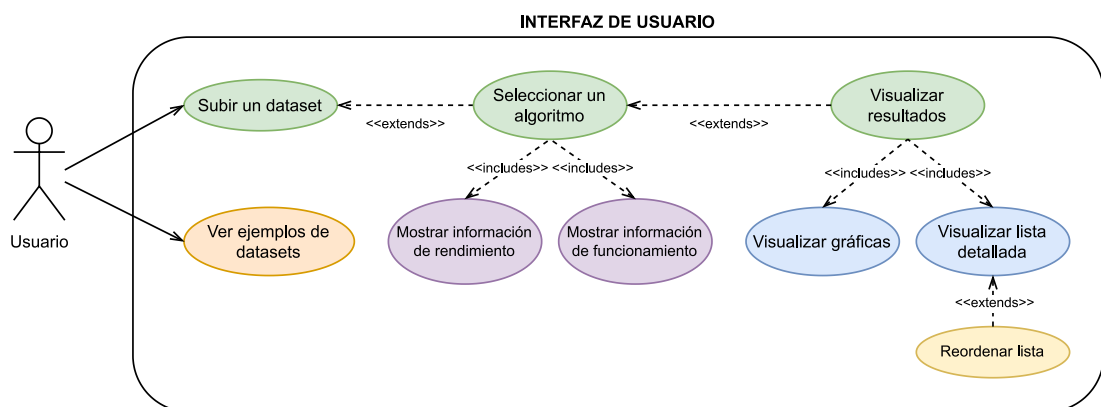 INTERFAZ DE USUARIO
Subir un dataset
<<extends>>
Seleccionar un
algoritmo
<<extends>>
Visualizar
resultados
<<includes>>
<<includes>>
<<includes>>
<<includes>>
Usuario
Ver ejemplos de
datasets
Mostrar información
de rendimiento
Mostrar información
de funcionamiento
Visualizar gráficas
Visualizar lista
detallada
<<extends>>
Reordenar lista